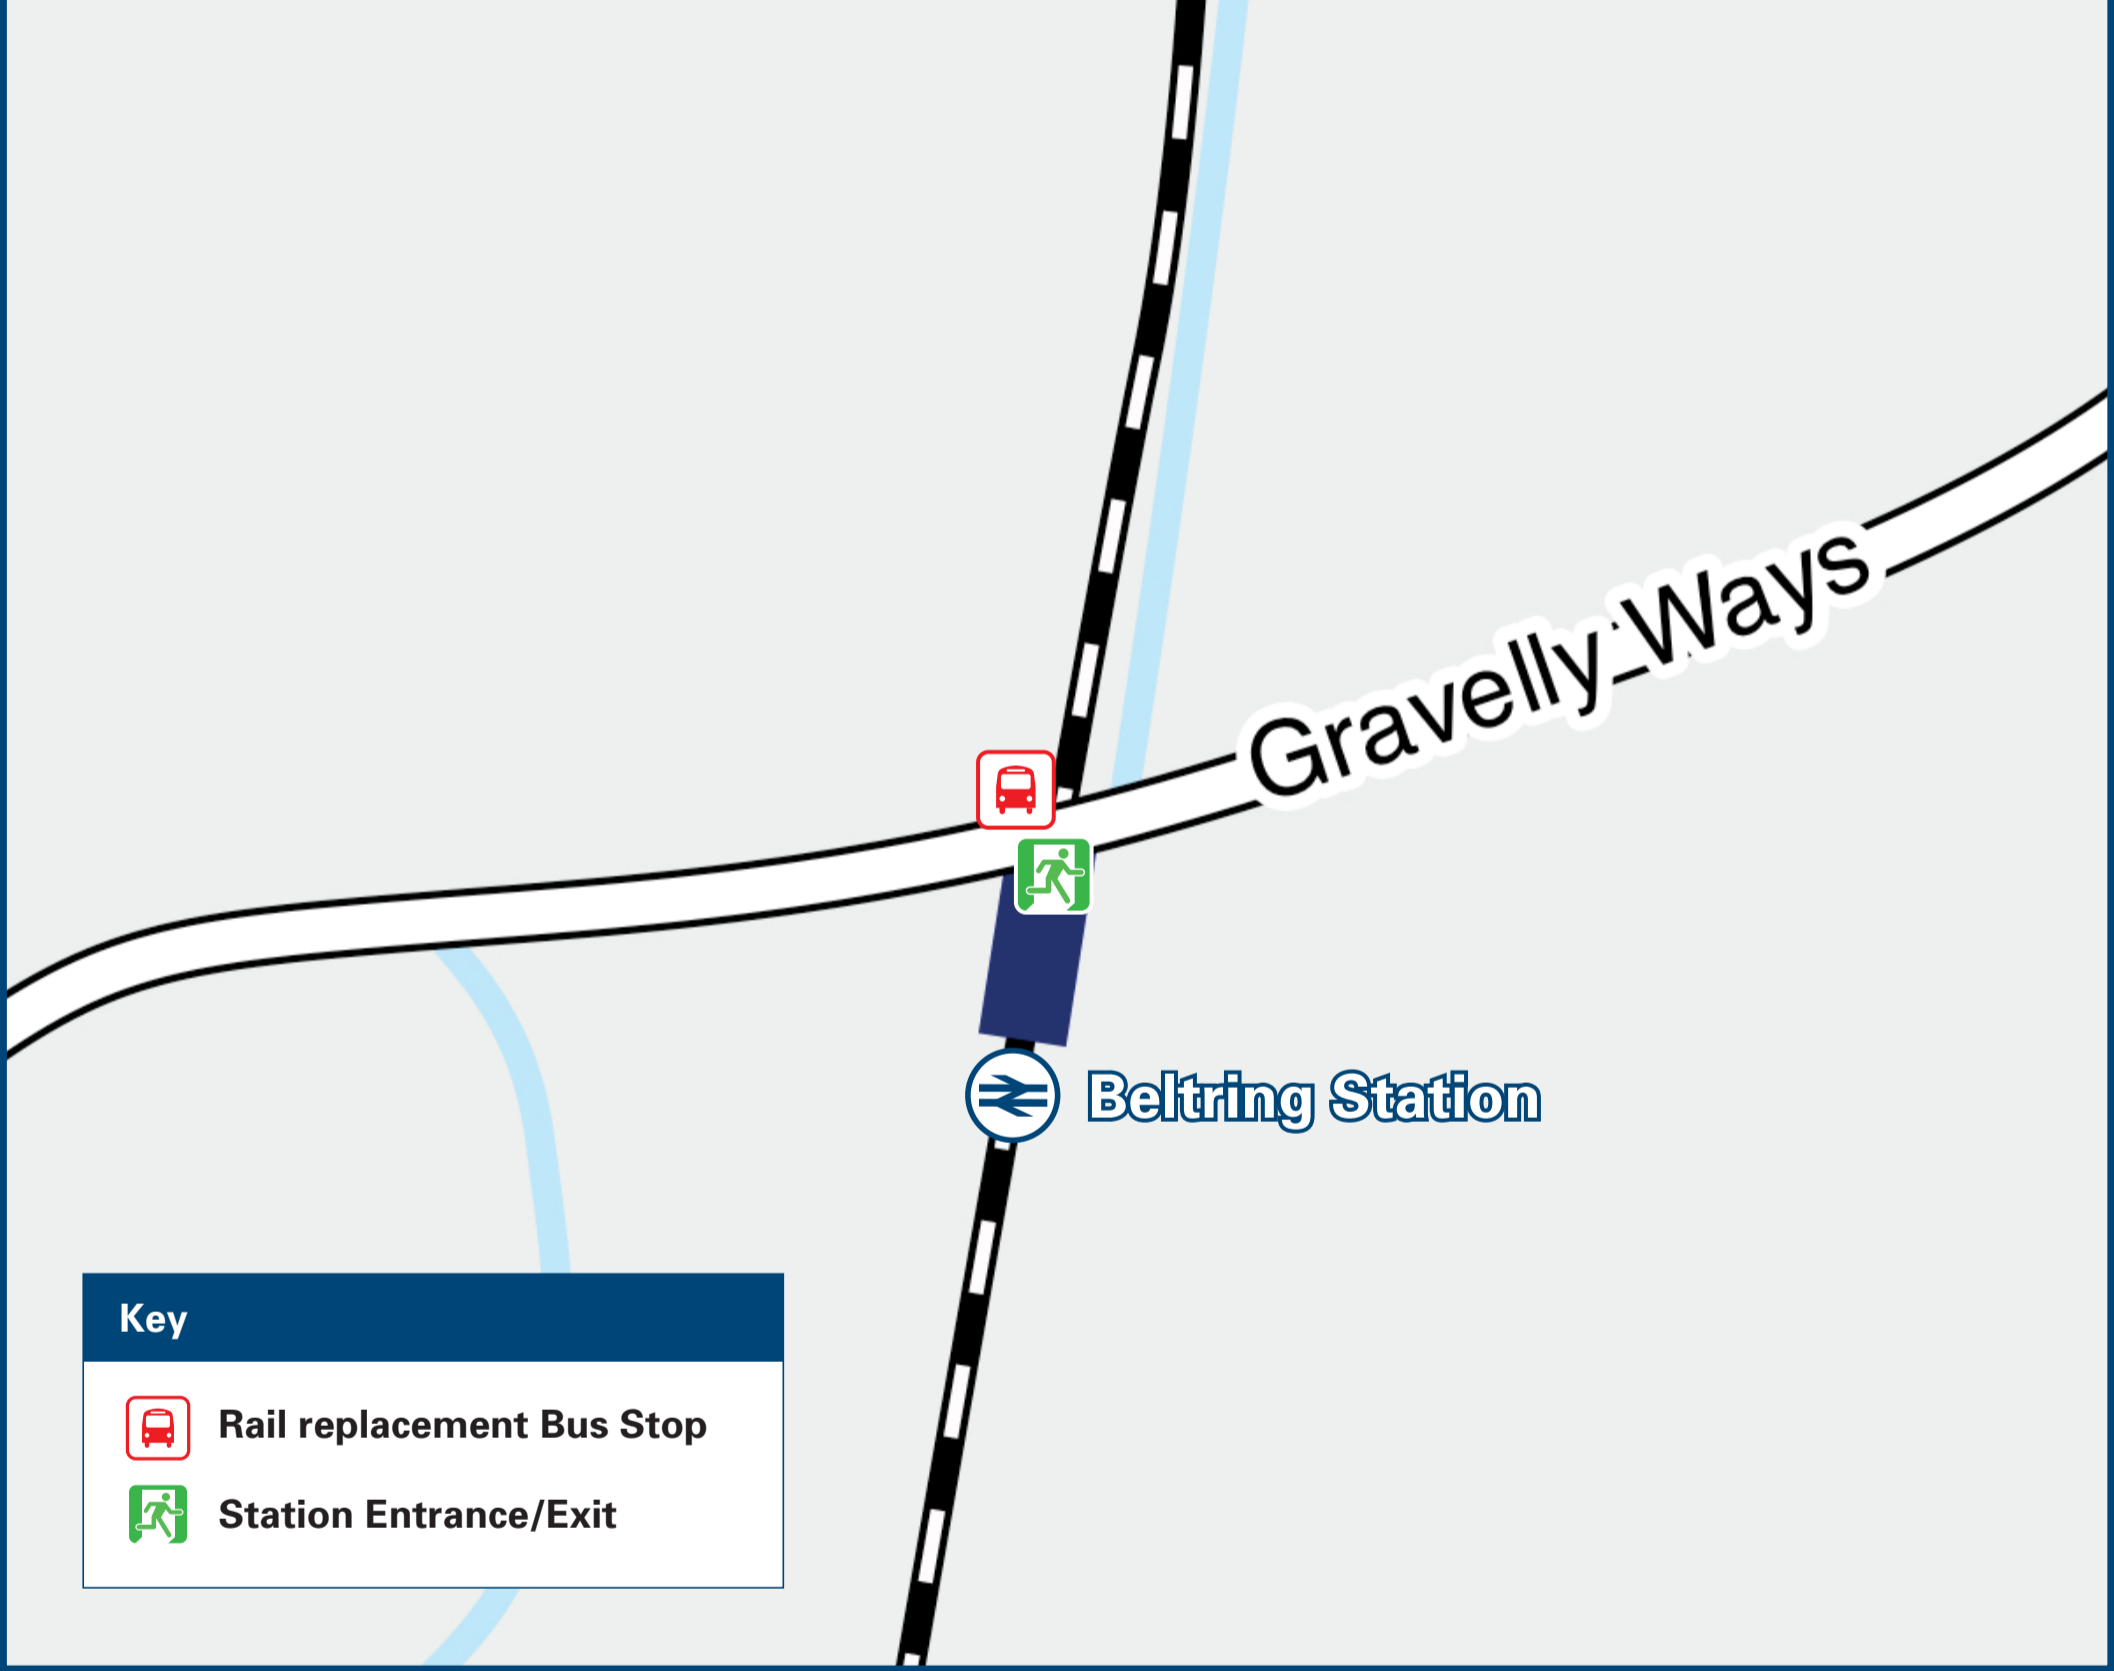 Gravelly Ways
Beltring Station
Key
Rail replacement Bus Stop
Station Entrance/Exit